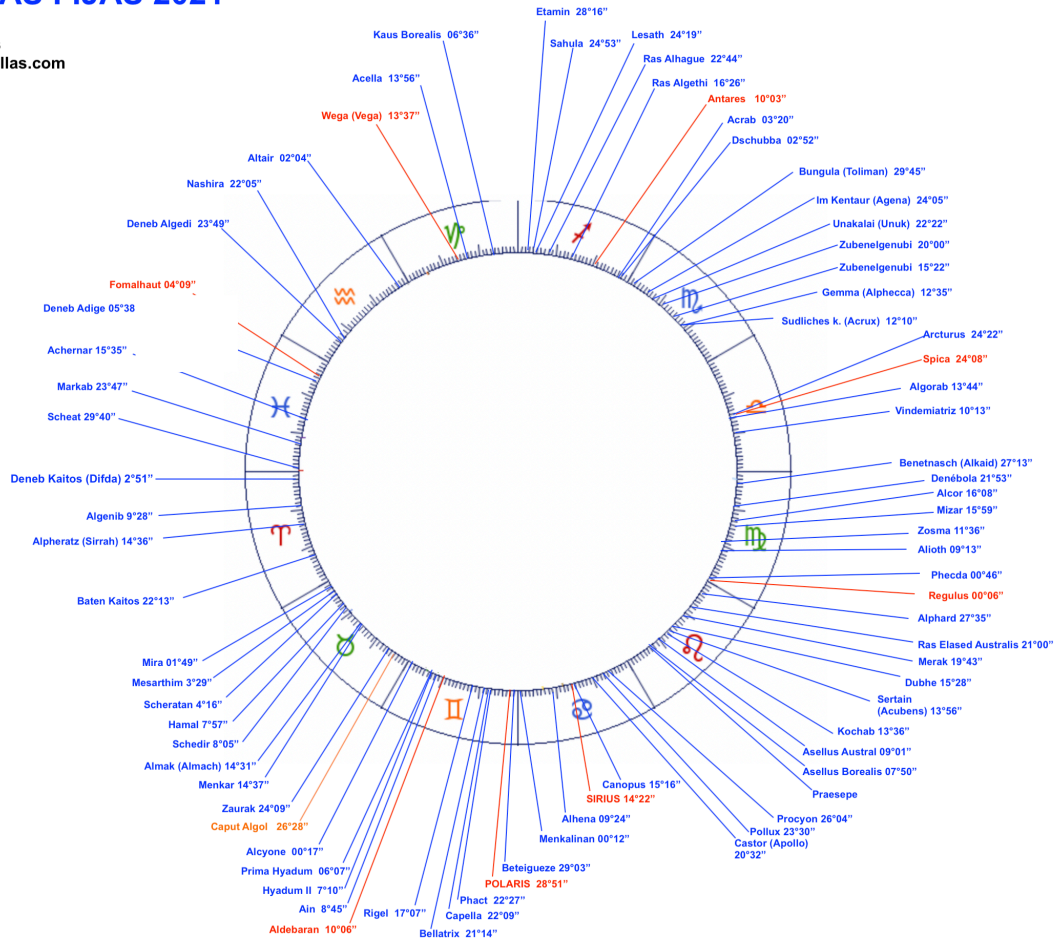 2021
llas.com
Etamin 28°16”
Kaus Borealis 06°36”
Sahula 24°53”
Lesath 24°19”
Ras Alhague 22°44”
Acella 13°56”
Ras Algethi 16°26”
Antares 10°03”
Wega (Vega) 13°37”
Acrab 03°20”
Dschubba 02°52”
Altair 02°04”
Bungula (Toliman) 29°45”
Nashira 22°05”
Im Kentaur (Agena) 24°05”
Deneb Algedi 23°49”
Unakalai (Unuk) 22°22”
Zubenelgenubi 20°00”
Zubenelgenubi 15°22”
Fomalhaut 04°09”
Gemma (Alphecca) 12°35”
Deneb Adige 05°38
Sudliches k. (Acrux) 12°10”
Arcturus 24°22”
Achernar 15°35”
Spica 24°08”
Markab 23°47”
Algorab 13°44”
Scheat 29°40”
Vindemiatriz 10°13”
Benetnasch (Alkaid) 27°13”
Deneb Kaitos (Difda) 2°51”
Denébola 21°53”
Alcor 16°08”
Algenib 9°28”
Mizar 15°59”
Zosma 11°36”
Alpheratz (Sirrah) 14°36”
Alioth 09°13”
Phecda 00°46”
Regulus 00°06”
Baten Kaitos 22°13”
Alphard 27°35”
Ras Elased Australis 21°00”
Mira 01°49”
Merak 19°43”
Mesarthim 3°29”
Dubhe 15°28”
Scheratan 4°16”
Sertain
(Acubens) 13°56”
Hamal 7°57”
Kochab 13°36”
Schedir 8°05”
Asellus Austral 09°01”
Almak (Almach) 14°31”
Asellus Borealis 07°50”
Menkar 14°37”
Canopus 15°16”
Praesepe
SIRIUS 14°22”
Zaurak 24°09”
Alhena 09°24”
Procyon 26°04”
Caput Algol 26°28”
Pollux 23°30”
Menkalinan 00°12”
Castor (Apollo)
20°32”
Alcyone 00°17”
Beteigueze 29°03”
Prima Hyadum 06°07”
POLARIS 28°51”
Hyadum II 7°10”
Phact 22°27”
Ain 8°45”
Rigel 17°07”
Capella 22°09”
Aldebaran 10°06”
Bellatrix 21°14”